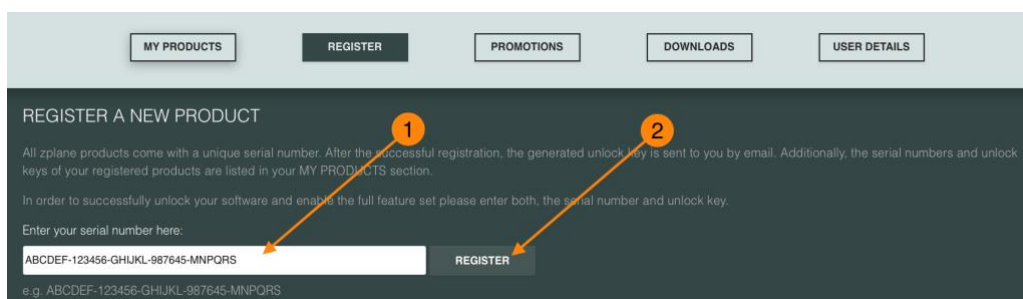 MY PRODUCTS
REGISTER
PROMOTIONS
DOWNLOADS
USER DETAILS
REGISTER A NEW PRODUCT
1
2
All zplane products come with a unique serial number. After the successful registration, the generated unlock key is sent to you by email. Additionally, the serial numbers and unlock
keys of your registered products are listed in your MY PRODUCTS section.
In order to successfully unlock your software and enable the full feature set please enter both, the serial number and unlock key.
Enter your serial number here:
ABCDEF-123456-GHIJKL-987645-MNPQRS
REGISTER
e.g. ABCDEF-123456-GHIJKL-987645-MNPQRS